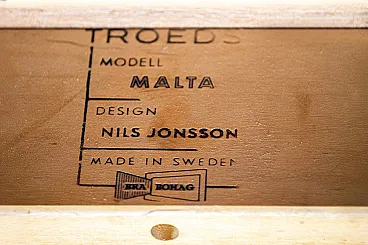 TROEDS
MODELL
MALTA
DESIGN
NILS JONSSON
MADE IN SWEDEN
BRA BOHAG